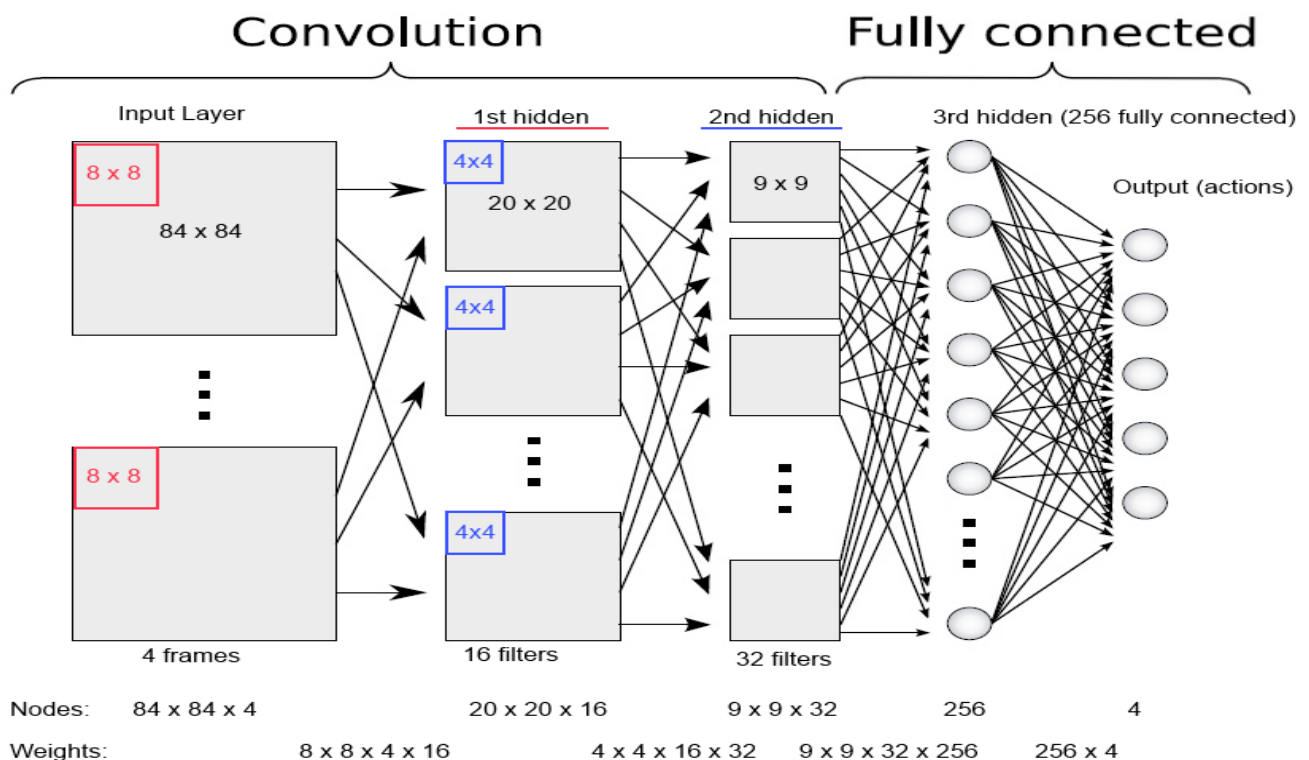 Convolution
Fully connected
Input Layer
1st hidden
2nd hidden
3rd hidden (256 fully connected)
Output (actions)
8 x 8
84 x 84
4x4
20 x 20
9 x 9
4x4
8 x 8
4x4
4 frames
16 filters
32 filters
Nodes: 84 x 84 x 4 20 x 20 x 16 9 x 9 x 32 256 4
Weights: 8 x 8 x 4 x 16 4 x 4 x 16 x 32 9 x 9 x 32 x 256 256 x 4